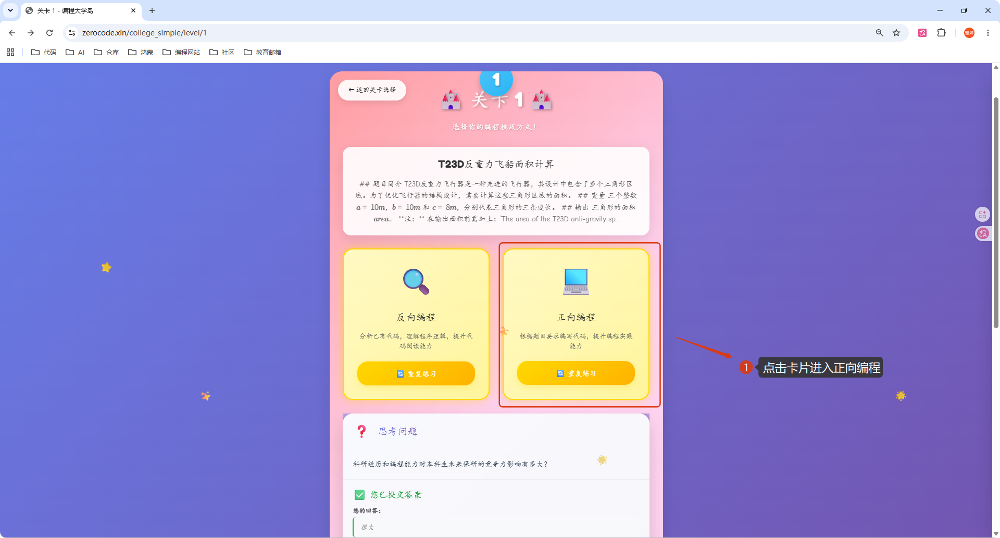 关卡 1 - 编程大学岛
zerocode.xin/college_simple/level/1
雅婷
代码
AI
仓库
鸿蒙
编程网站
社区
教育邮箱
1
← 返回关卡选择
关卡 1
选择你的编程挑战方式!
T23D反重力飞船面积计算
## 题目简介 T23D反重力飞行器是一种先进的飞行器，其设计中包含了多个三角形区
域。为了优化飞行器的结构设计，需要计算这些三角形区域的面积。 ## 变量 三个整数
a = 10m，b = 10m 和 c = 8m，分别代表三角形的三条边长。 ## 输出 三角形的面积
area。 **注：** 在输出面积前需加上：`The area of the T23D anti-gravity sp...
反向编程
分析已有代码，理解程序逻辑，提升代
码阅读能力
重复练习
正向编程
根据题目要求编写代码，提升编程实践
能力
重复练习
1 点击卡片进入正向编程
思考问题
科研经历和编程能力对本科生未来保研的竞争力影响有多大?
您已提交答案
您的回答：
很大